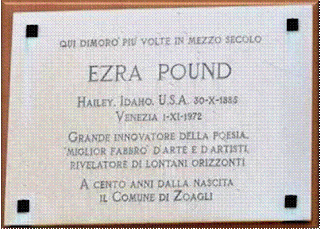 QUI DIMORÒ PIÙ VOLTE IN MEZZO SECOLO
EZRA POUND
HAILEY, IDAHO, U.S.A. 30-X-1885
VENEZIA 1-XI-1972
GRANDE INNOVATORE DELLA POESIA,
"MIGLIOR FABBRO" D'ARTE E D'ARTISTI,
RIVELATORE DI LONTANI ORIZZONTI
A CENTO ANNI DALLA NASCITA
IL COMUNE DI ZOAGLI